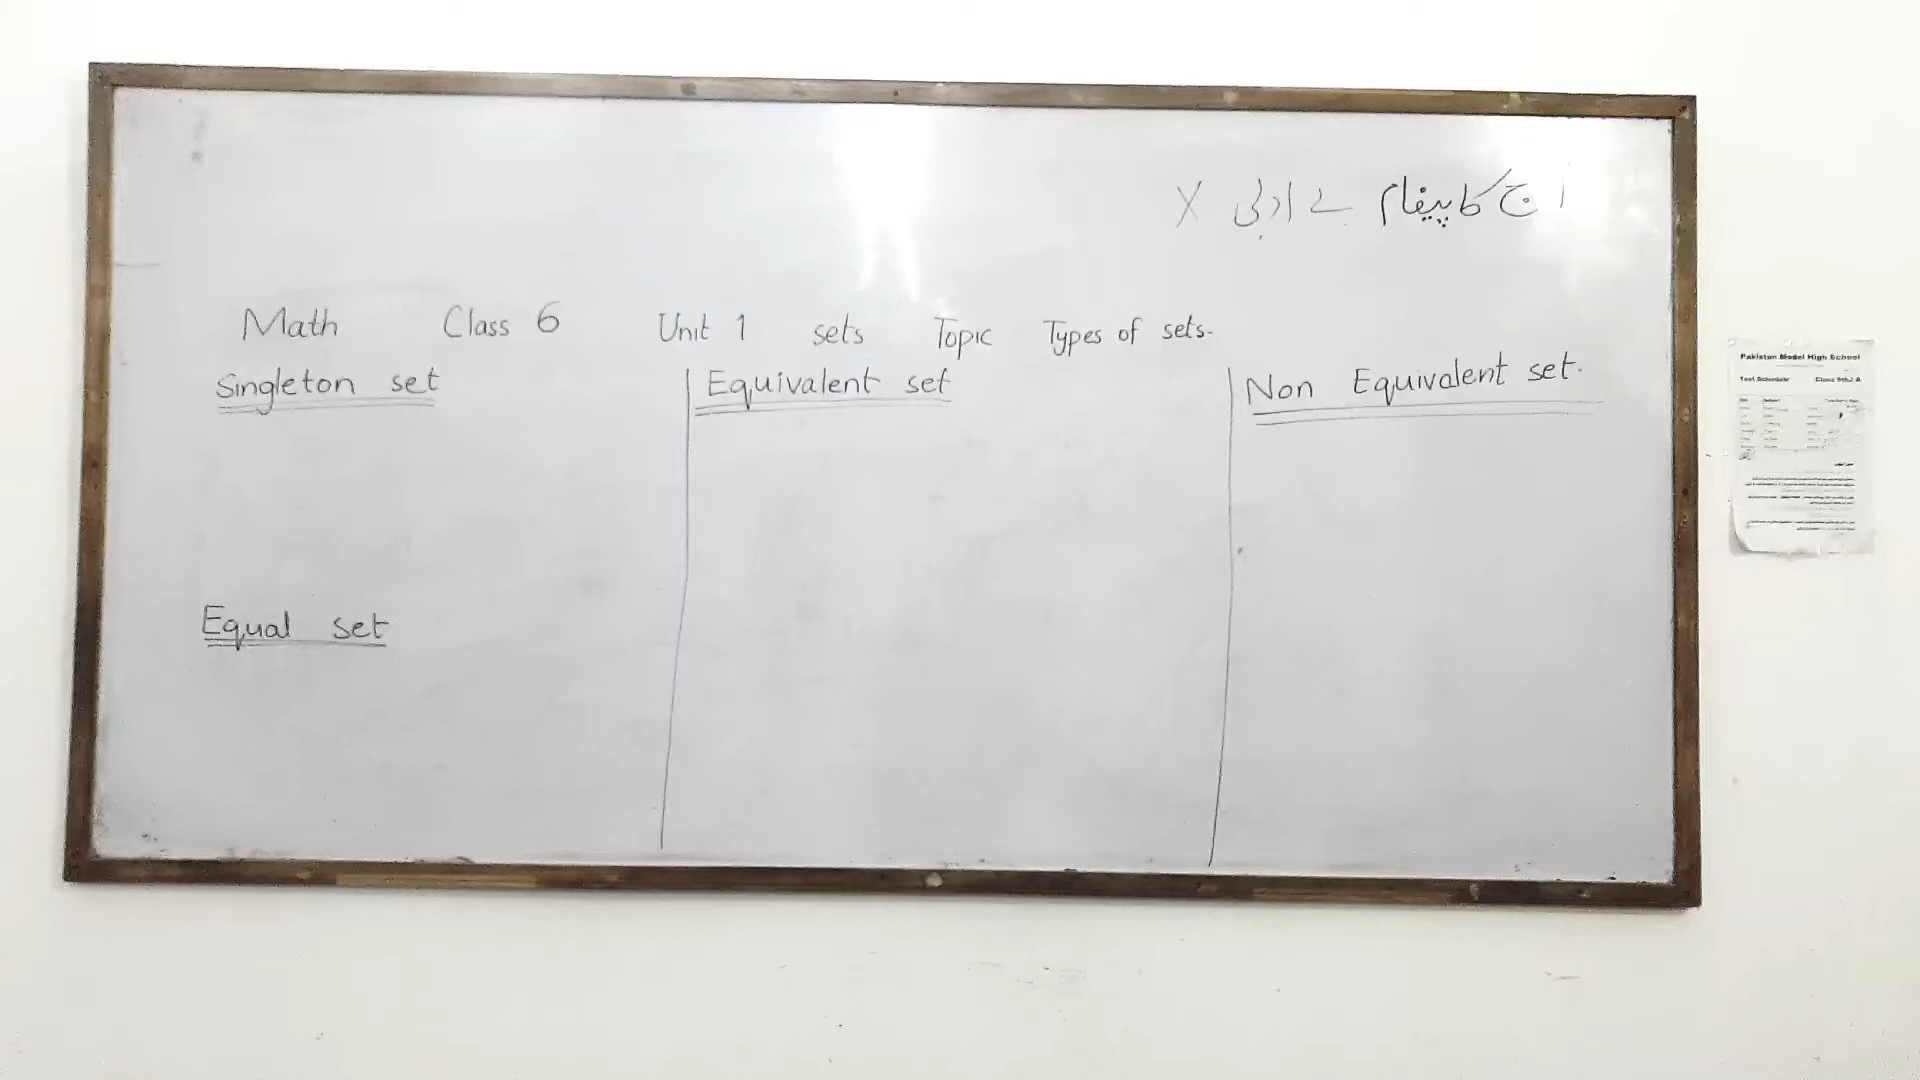 آج کا پیغام بے ادبی X
Math Class 6 Unit 1 sets Topic Types of sets.
Singleton set
Equivalent set
Non Equivalent set.
Equal set
Pakistan Model High School
Test Schedule